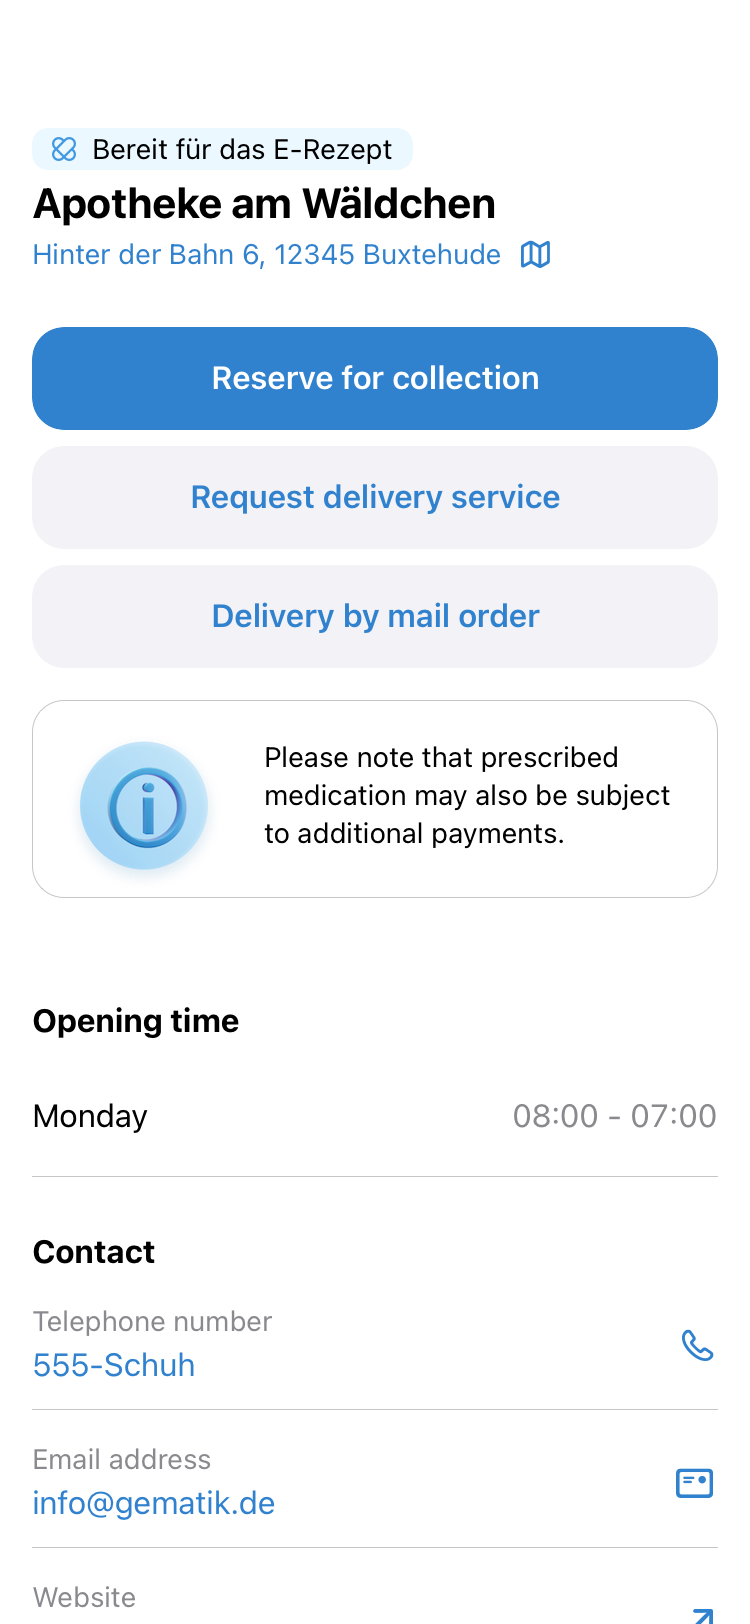 Bereit für das E-Rezept
Apotheke am Wäldchen
Hinter der Bahn 6, 12345 Buxtehude
Reserve for collection
Request delivery service
Delivery by mail order
Please note that prescribed
medication may also be subject
to additional payments.
Opening time
Monday 08:00 - 07:00
Contact
Telephone number
555-Schuh
Email address
info@gematik.de
Website